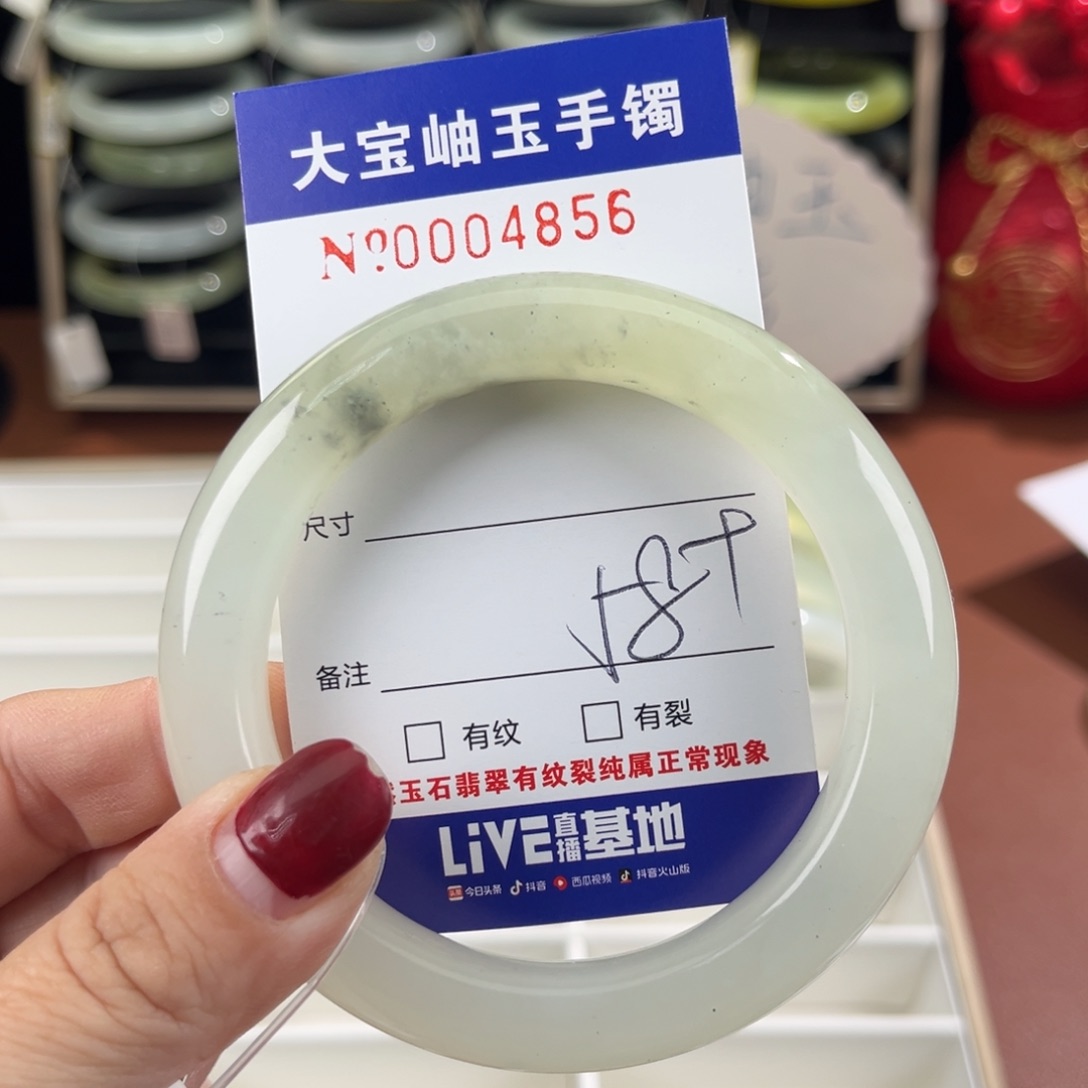 大宝岫玉手镯
Nº0004856
尺寸
备注
有纹
有裂
玉石翡翠有纹裂纯属正常现象
LiVE直播基地
头条 今日头条 抖音 西瓜视频 抖音火山版